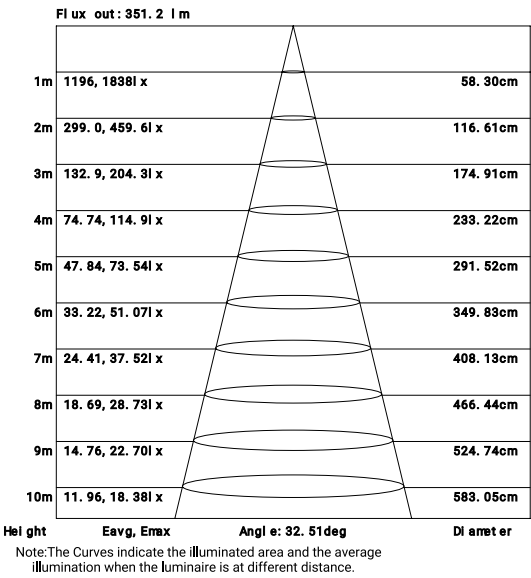 Flux out:351.2 lm
1m 1196, 1838lx 58.30cm
2m 299.0, 459.6lx 116.61cm
3m 132.9, 204.3lx 174.91cm
4m 74.74, 114.9lx 233.22cm
5m 47.84, 73.54lx 291.52cm
6m 33.22, 51.07lx 349.83cm
7m 24.41, 37.52lx 408.13cm
8m 18.69, 28.73lx 466.44cm
9m 14.76, 22.70lx 524.74cm
10m 11.96, 18.38lx 583.05cm
Height Eavg, Emax Angle:32.51deg Diameter
Note:The Curves indicate the illuminated area and the average
illumination when the luminaire is at different distance.